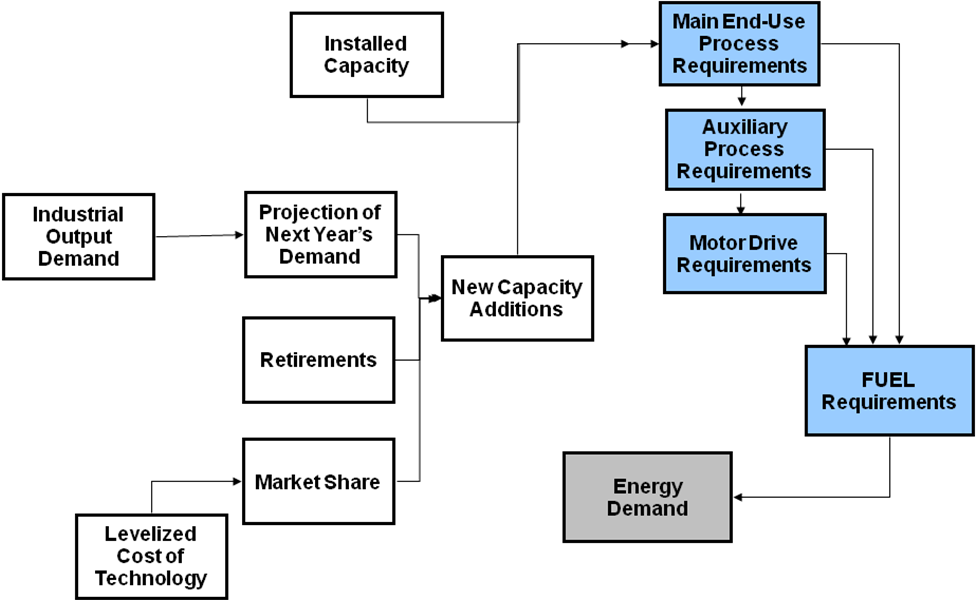 Installed
Capacity
Main End-Use
Process
Requirements
Auxiliary
Process
Requirements
Industrial
Output
Demand
Projection of
Next Year’s
Demand
Motor Drive
Requirements
New Capacity
Additions
Retirements
FUEL
Requirements
Market Share
Energy
Demand
Levelized
Cost of
Technology